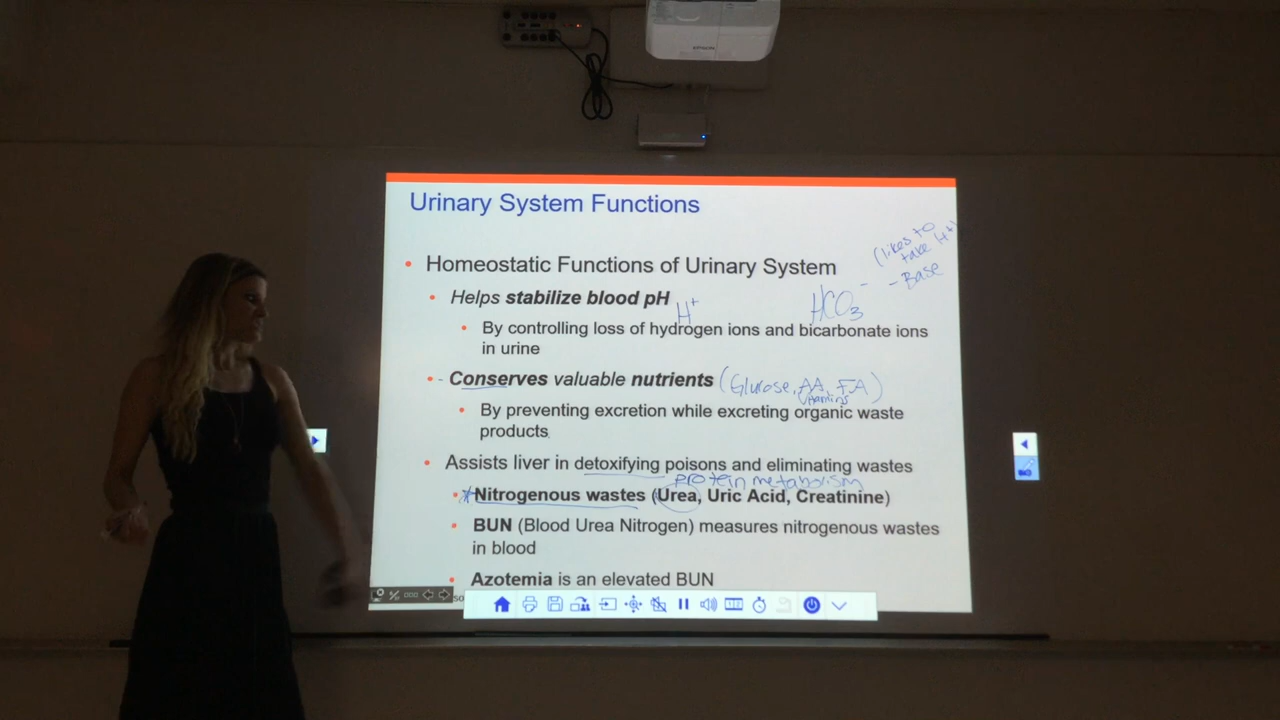 EPSON
Urinary System Functions
(likes to
take H+)
- Base
• Homeostatic Functions of Urinary System
• Helps stabilize blood pH
H+
HCO3-
• By controlling loss of hydrogen ions and bicarbonate ions
in urine
• - Conserves valuable nutrients (Glucose, AA, FA)
• By preventing excretion while excreting organic waste
products
• Assists liver in detoxifying poisons and eliminating wastes
protein metabolism
• * Nitrogenous wastes (Urea, Uric Acid, Creatinine)
• BUN (Blood Urea Nitrogen) measures nitrogenous wastes
in blood
• Azotemia is an elevated BUN